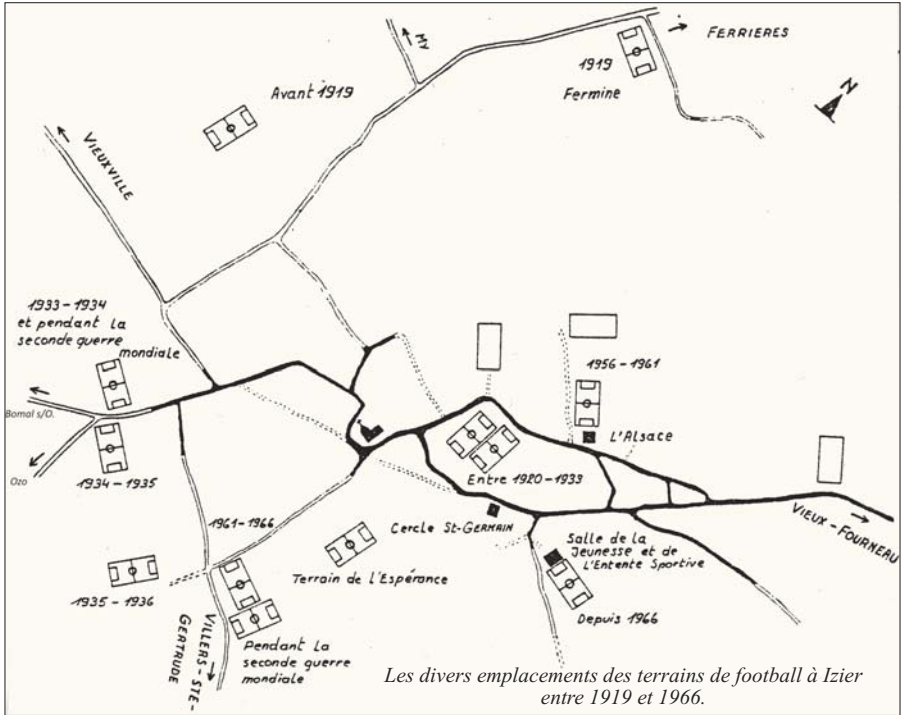 My
FERRIERES
1919
Fermine
N
Avant 1919
VIEUXVILLE
1933-1934
et pendant la
seconde guerre
mondiale
1956-1961
Bomal s/O.
L'Alsace
Ozo
1934-1935
Entre 1920-1933
VIEUX-FOURNEAU
1961-1966
Cercle St-GERMAIN
Salle de la
Jeunesse et de
L'Entente Sportive
Terrain de l'Espérance
1935-1936
Depuis 1966
VILLERS-STE-
GERTRUDE
Pendant la
seconde guerre
mondiale
Les divers emplacements des terrains de football à Izier
entre 1919 et 1966.